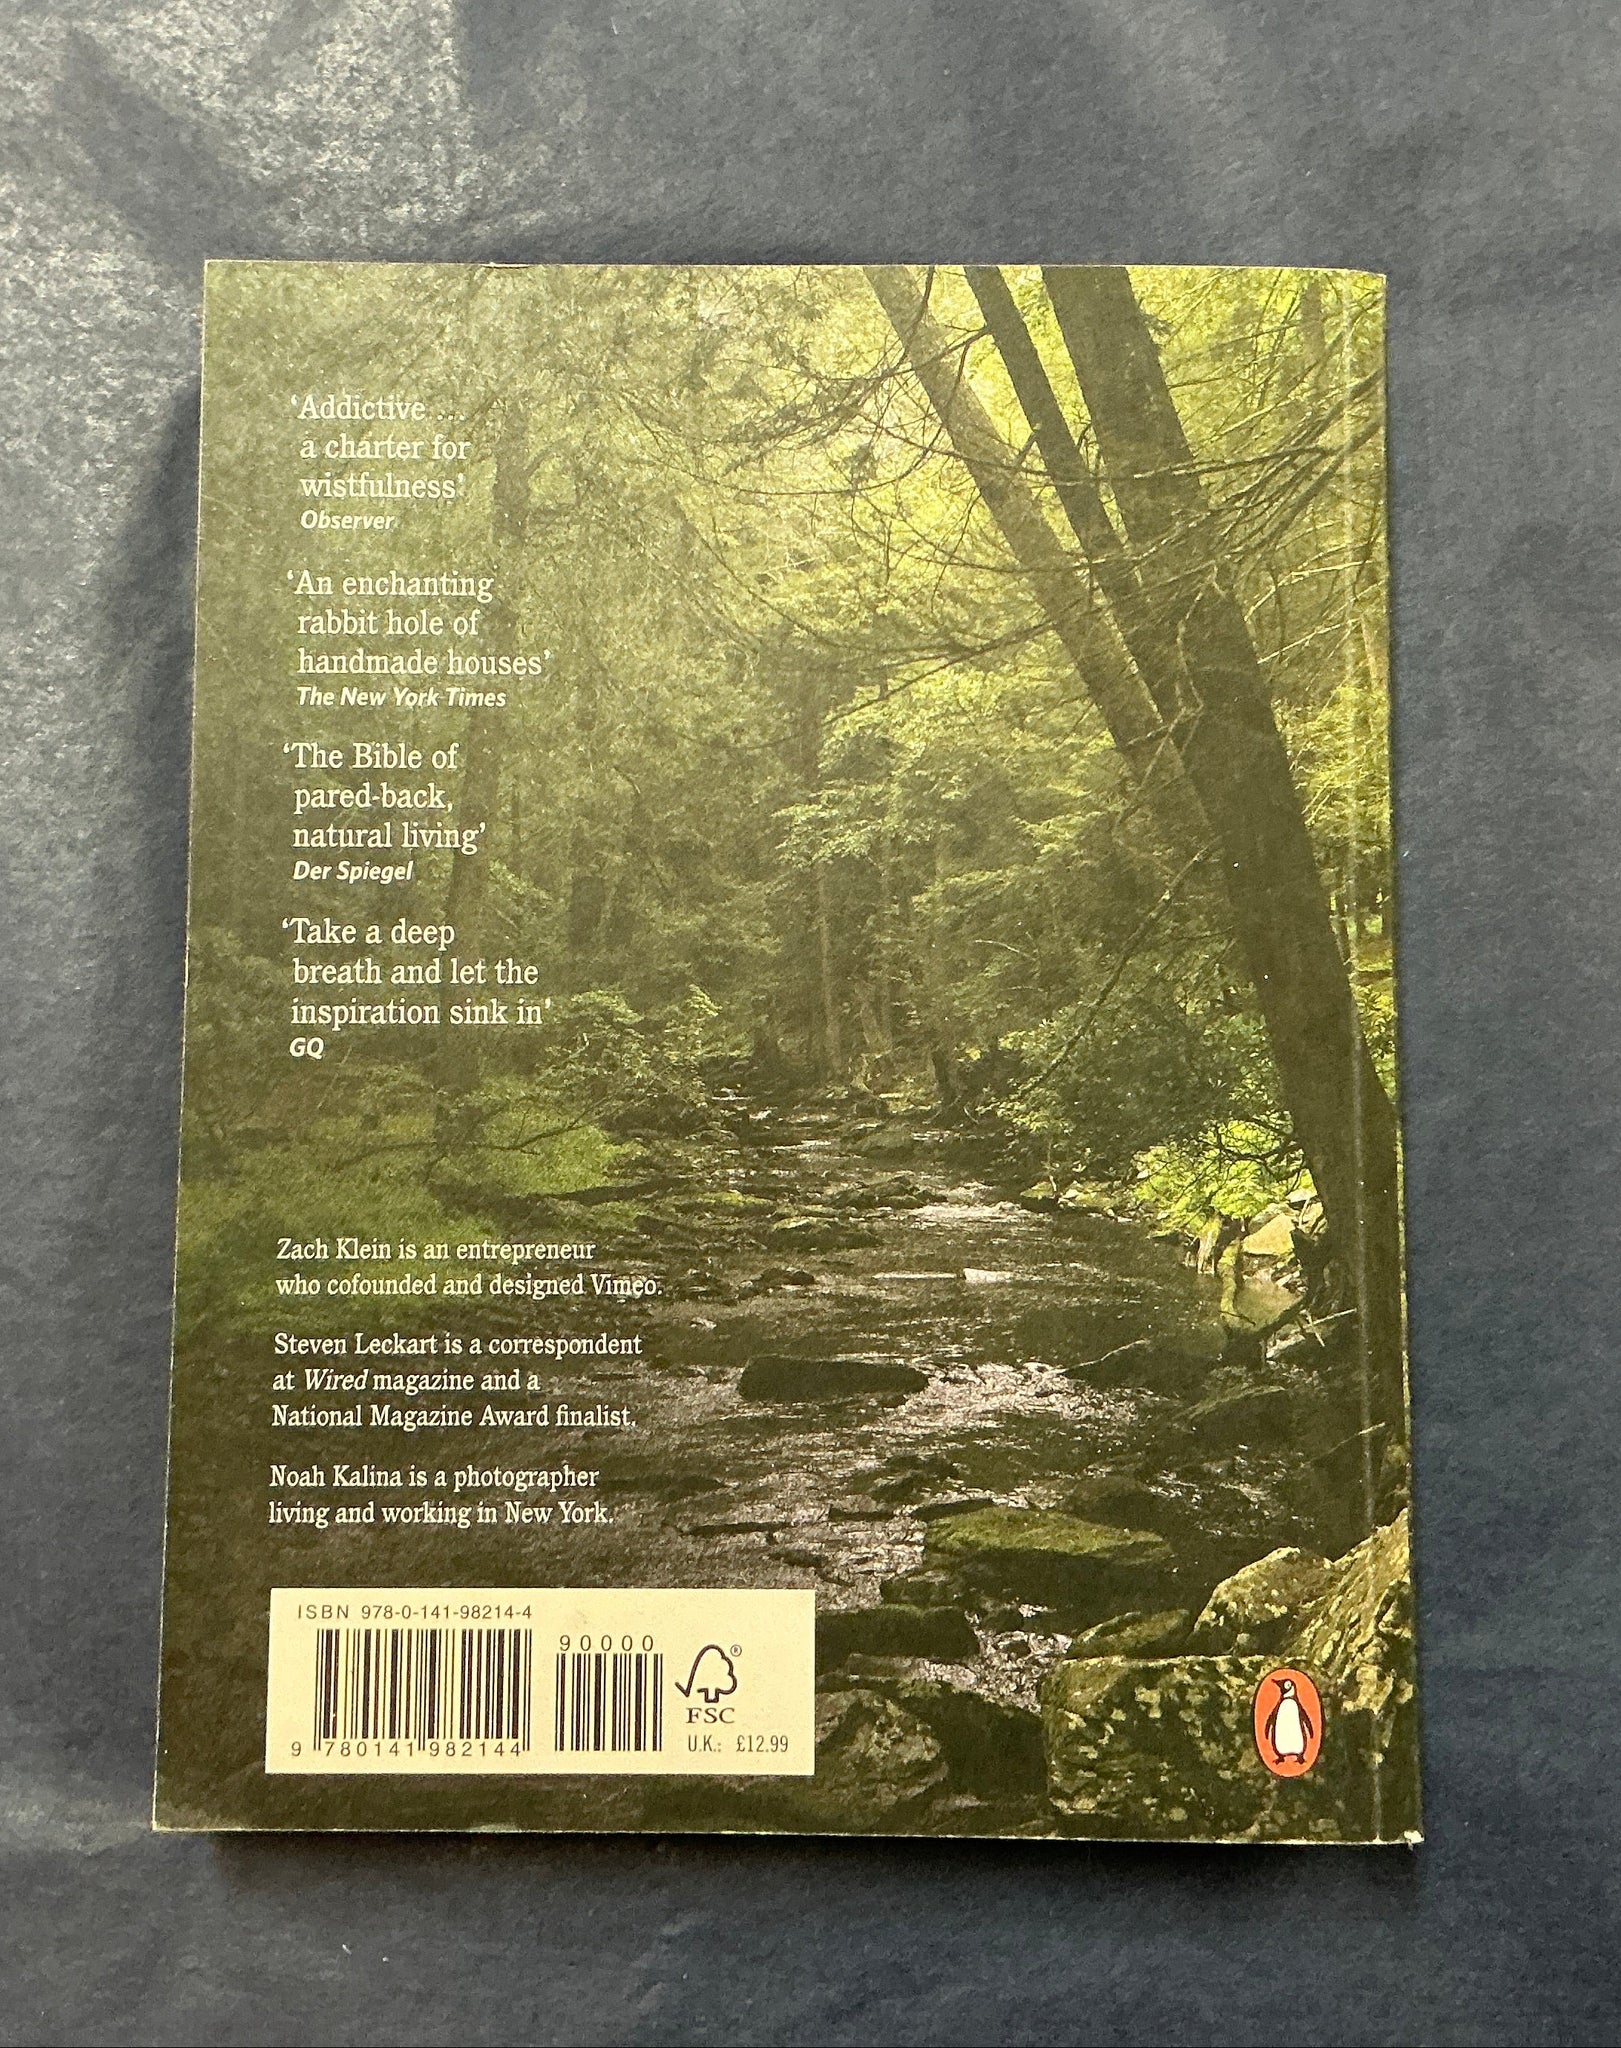 ‘Addictive ...
a charter for
wistfulness’
Observer
‘An enchanting
rabbit hole of
handmade houses’
The New York Times
‘The Bible of
pared-back,
natural living’
Der Spiegel
‘Take a deep
breath and let the
inspiration sink in’
GQ
Zach Klein is an entrepreneur
who cofounded and designed Vimeo.
Steven Leckart is a correspondent
at Wired magazine and a
National Magazine Award finalist.
Noah Kalina is a photographer
living and working in New York.
ISBN 978-0-141-98214-4
90000
9 780141 982144
®
FSC
U.K.: £12.99